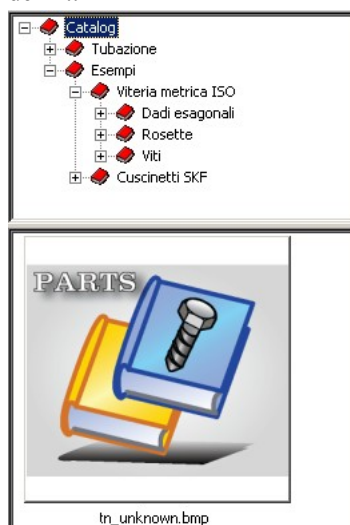 Catalog
Tubazione
Esempi
Viteria metrica ISO
Dadi esagonali
Rosette
Viti
Cuscinetti SKF
PARTS
tn_unknown.bmp